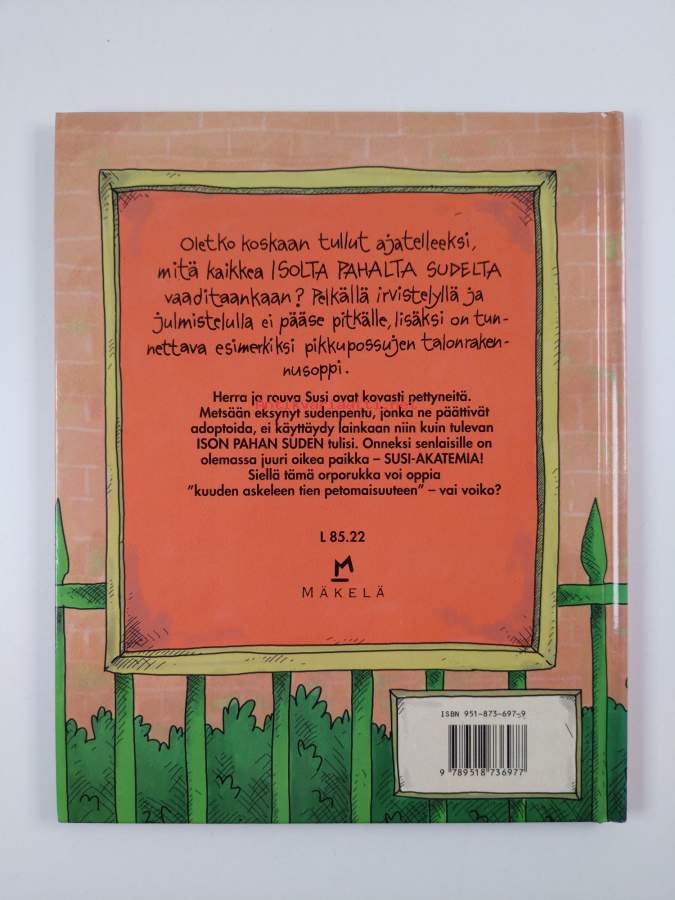 Oletko koskaan tullut ajatelleeksi,
mitä kaikkea ISOLTA PAHALTA SUDELTA
vaaditaankaan? Pelkällä irvistelyllä ja
julmistelulla ei pääse pitkälle, lisäksi on tun-
nettava esimerkiksi pikkupossujen talonraken-
nusoppi.
Herra ja rouva Susi ovat kovasti pettyneitä.
Metsään eksynyt sudenpentu, jonka ne päättivät
adoptoida, ei käyttäydy lainkaan niin kuin tulevan
ISON PAHAN SUDEN tulisi. Onneksi senlaisille on
olemassa juuri oikea paikka – SUSI-AKATEMIA!
Siellä tämä orporukka voi oppia
”kuuden askeleen tien petomaisuuteen” – vai voiko?
L 85.22
M
MÄKELÄ
ISBN 951-873-697-9
9 789518 736977